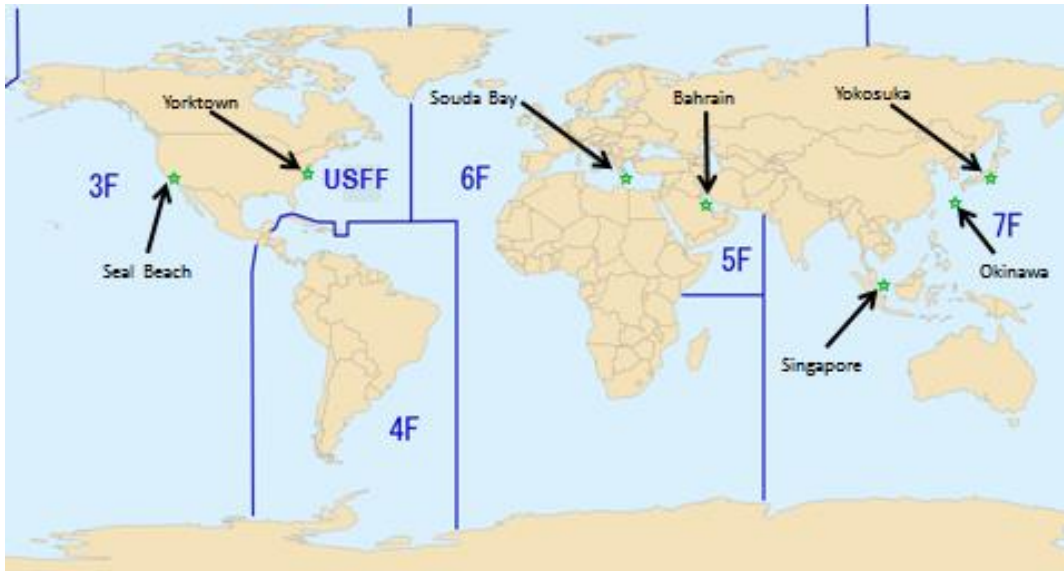 Yorktown
Souda Bay
Bahrain
Yokosuka
3F
USFF
6F
7F
5F
Seal Beach
Okinawa
Singapore
4F